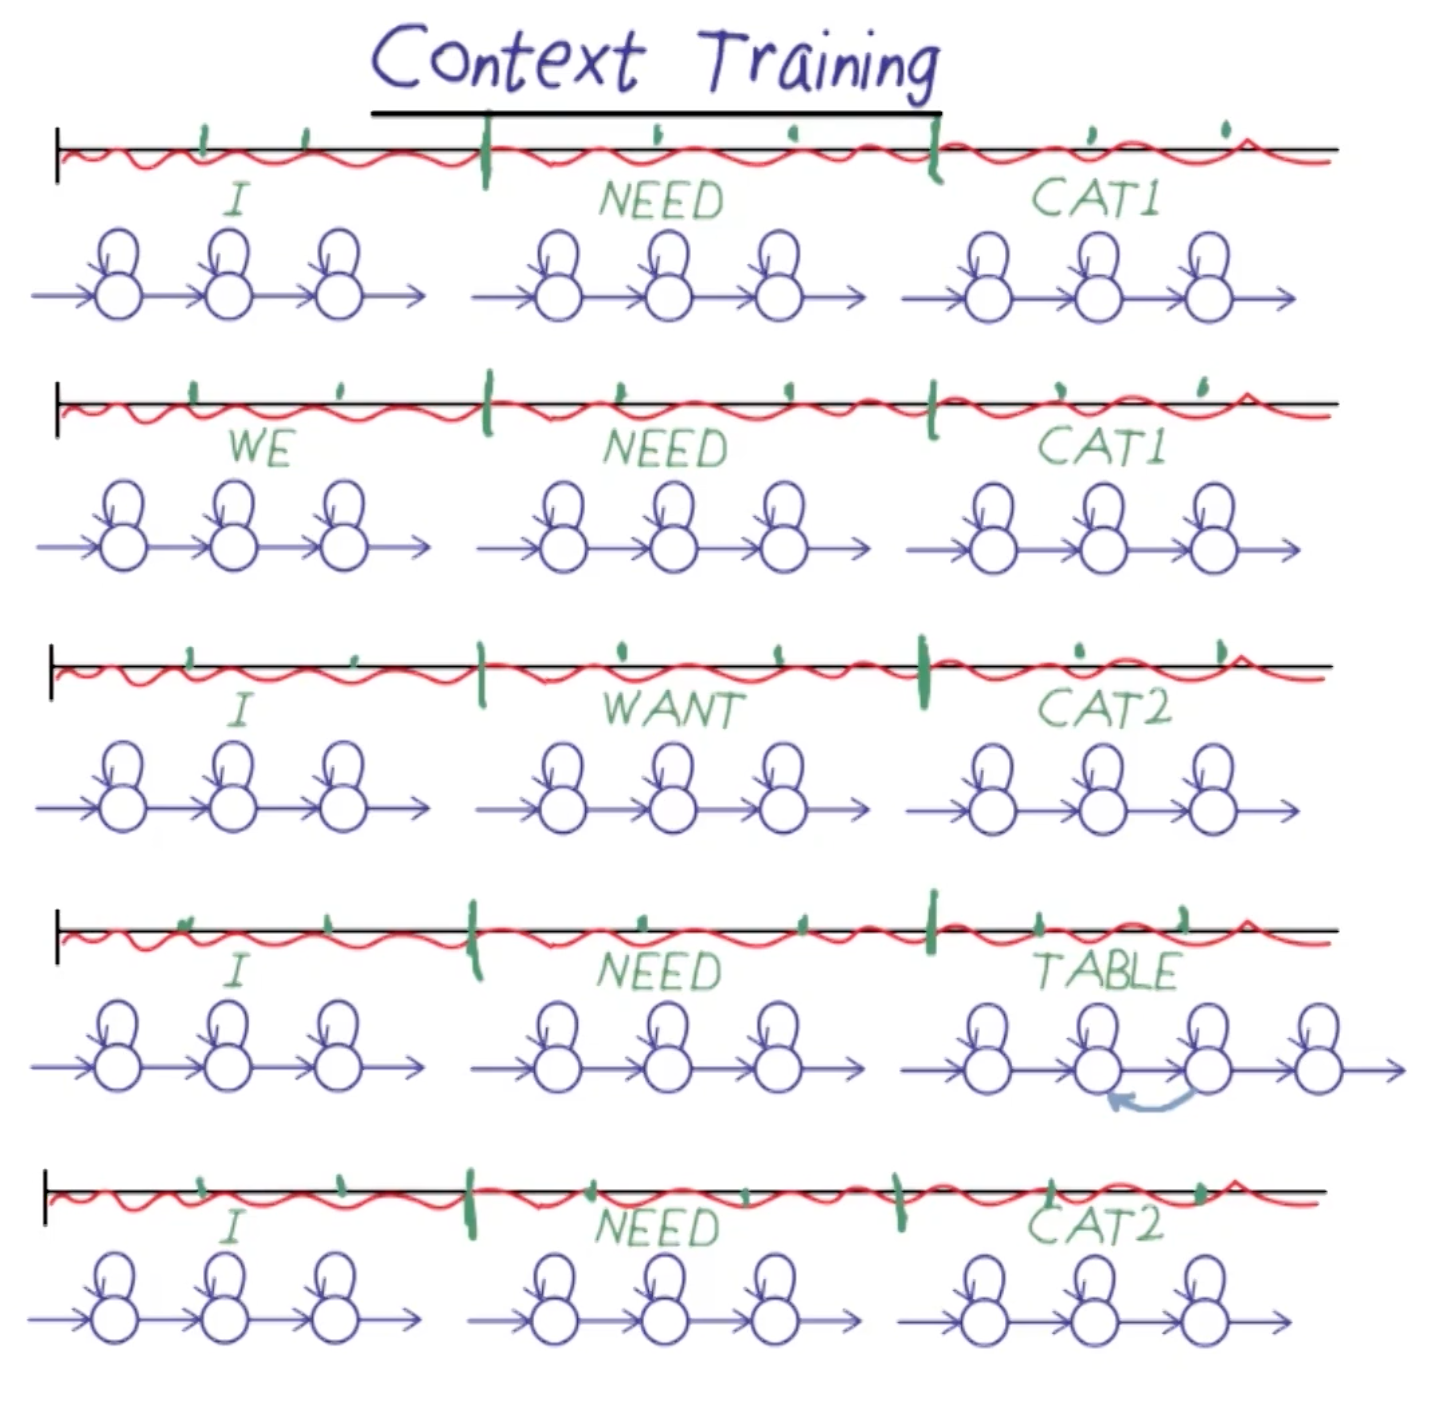 Context Training
I NEED CAT1
WE NEED CAT1
I WANT CAT2
I NEED TABLE
I NEED CAT2